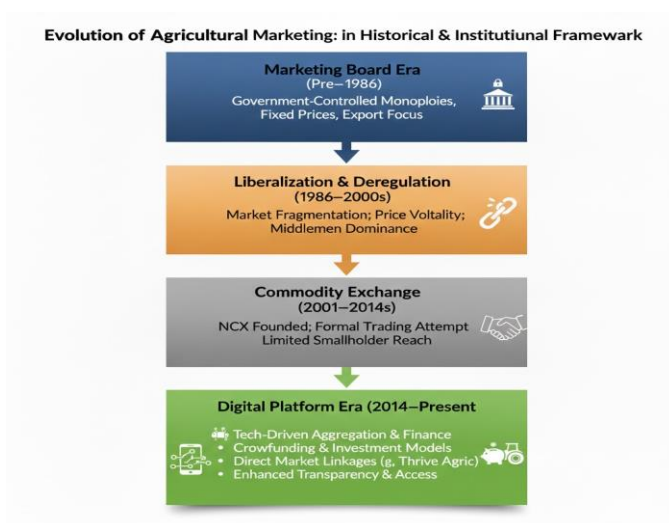 Evolution of Agricultural Marketing: in Historical & Institiutional Framewark
Marketing Board Era
(Pre–1986)
Government-Controlled Monoploies,
Fixed Prices, Export Focus
Liberalization & Deregulation
(1986–2000s)
Market Fragmentation; Price Voltality;
Middlemen Dominance
Commodity Exchange
(2001–2014s)
NCX Founded; Formal Trading Attempt
Limited Smallholder Reach
Digital Platform Era (2014–Present
Tech-Driven Aggregation & Finance
• Crowfunding & Investment Models
• Direct Market Linkages (g, Thrive Agric)
• Enhanced Transparency & Access